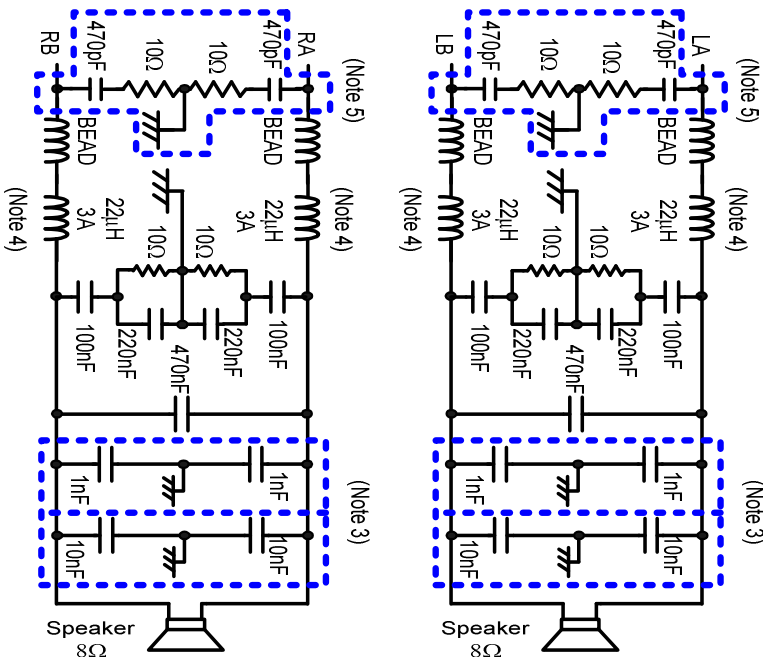 RB
470pF
10Ω
10Ω
470pF
RA
(Note 5)
BEAD
BEAD
(Note 4)
22μH
3A
22μH
3A
(Note 4)
10Ω
10Ω
100nF
220nF
220nF
100nF
470nF
1nF
1nF
(Note 3)
10nF
10nF
Speaker
8Ω
LB
470pF
10Ω
10Ω
470pF
LA
(Note 5)
BEAD
BEAD
(Note 4)
22μH
3A
22μH
3A
(Note 4)
10Ω
10Ω
100nF
220nF
220nF
100nF
470nF
1nF
1nF
(Note 3)
10nF
10nF
Speaker
8Ω